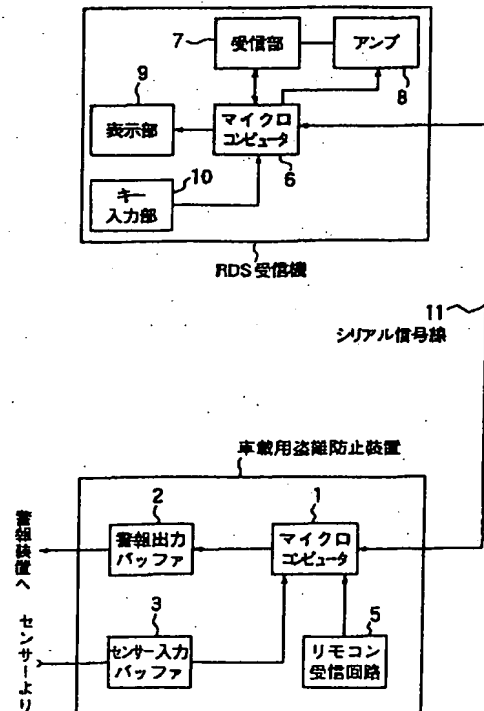 7
受信部
アンプ
8
9
表示部
マイクロ
コンピュータ
6
10
キー
入力部
RDS受信機
11
シリアル信号線
車載用盗難防止装置
警報装置へ
2
警報出力
バッファ
1
マイクロ
コンピュータ
センサーより
3
センサー入力
バッファ
5
リモコン
受信回路